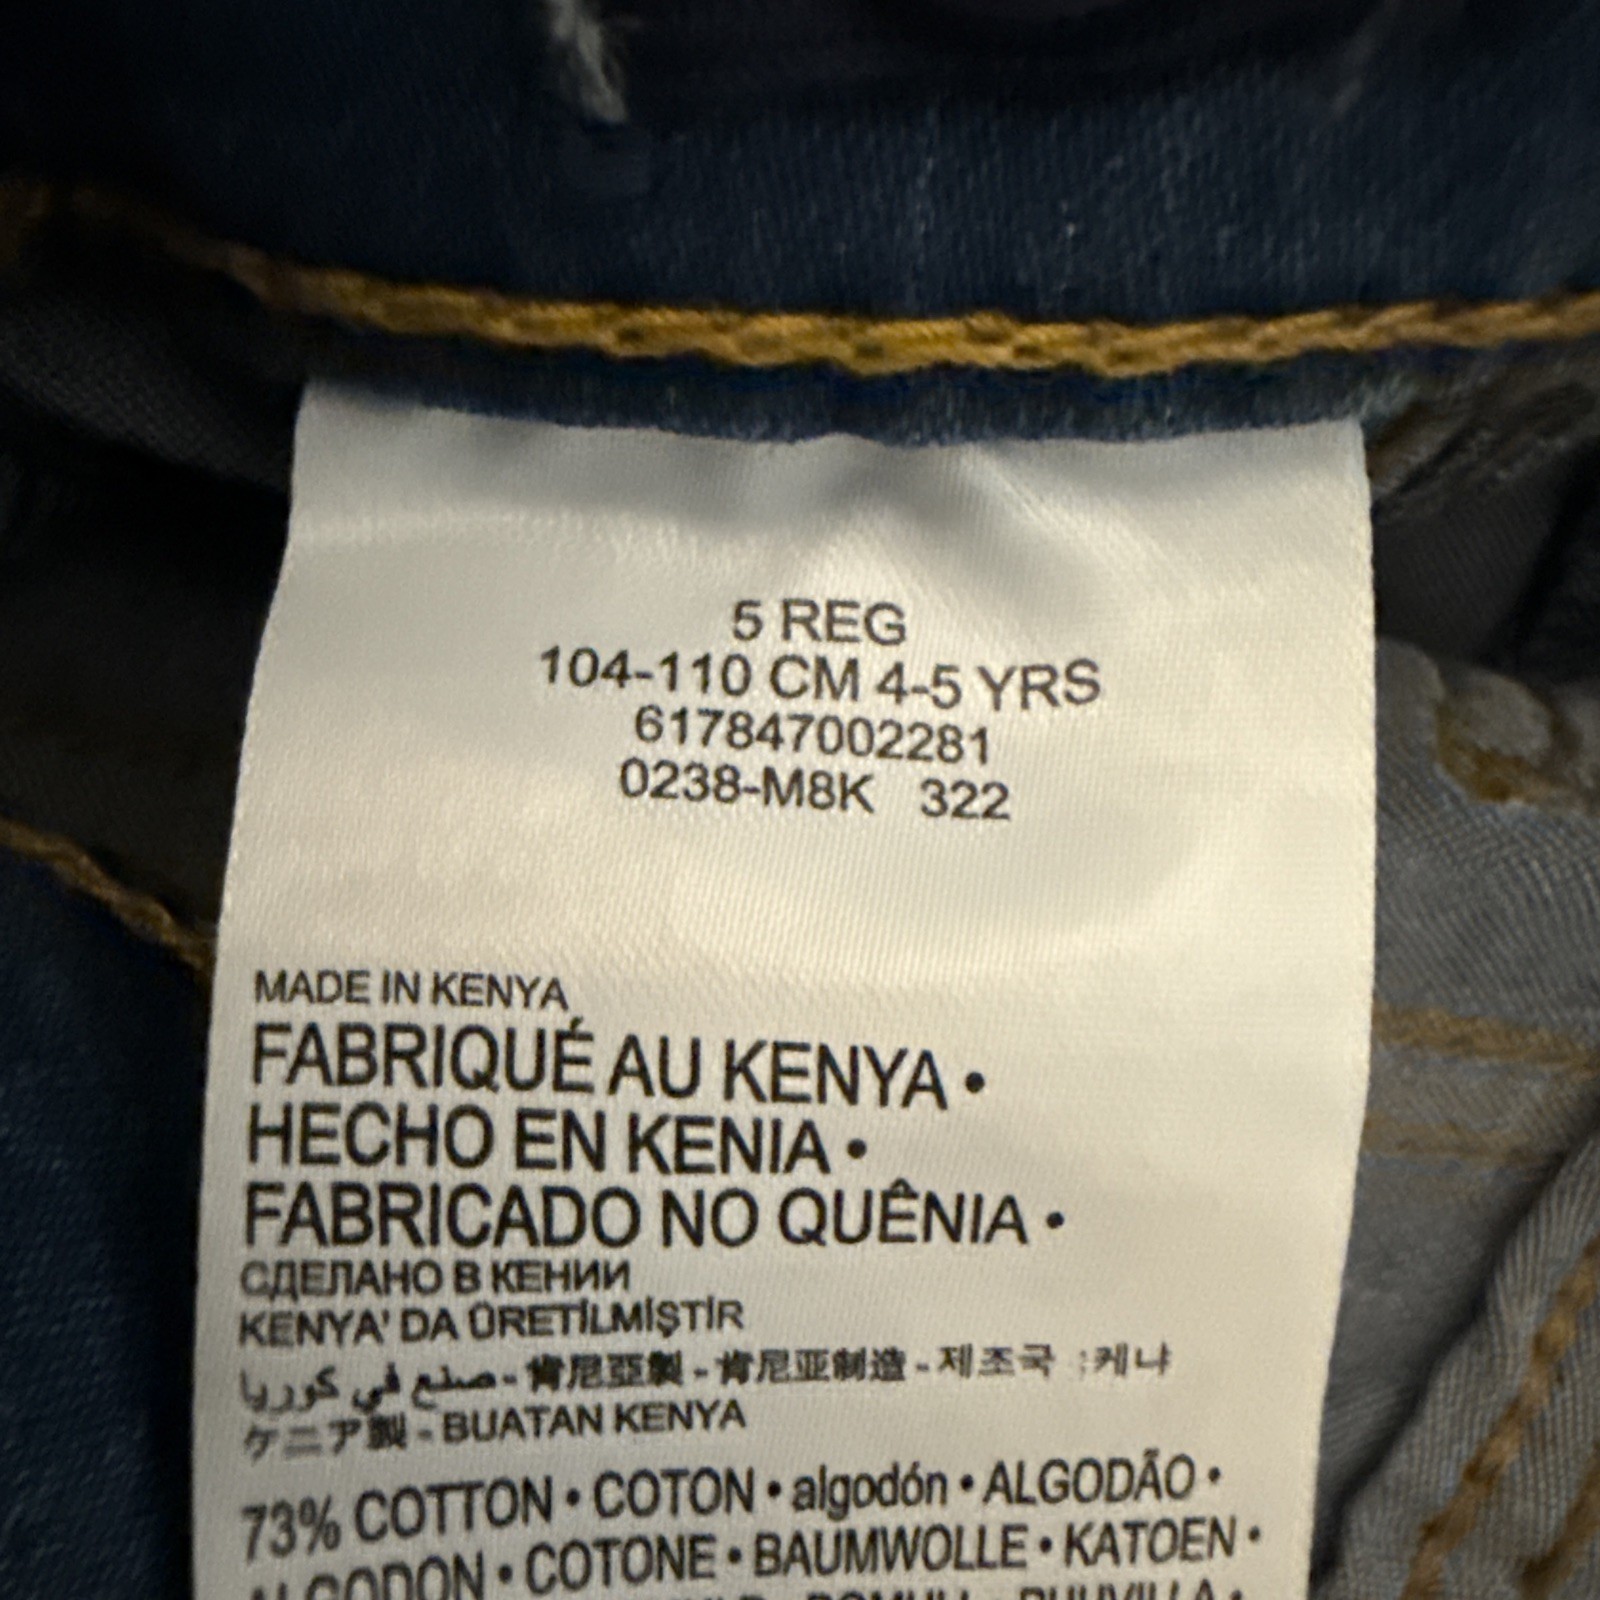 5 REG
104-110 CM 4-5 YRS
617847002281
0238-M8K 322
MADE IN KENYA
FABRIQUÉ AU KENYA •
HECHO EN KENIA •
FABRICADO NO QUÊNIA •
СДЕЛАНО В КЕНИИ
KENYA' DA ÜRETİLMİŞTİR
صنع في كوريا - 肯尼亞製 - 肯尼亚制造 - 제조국 :케냐
ケニア製 - BUATAN KENYA
73% COTTON • COTON • algodón • ALGODÃO •
ALGODON • COTONE • BAUMWOLLE • KATOEN •